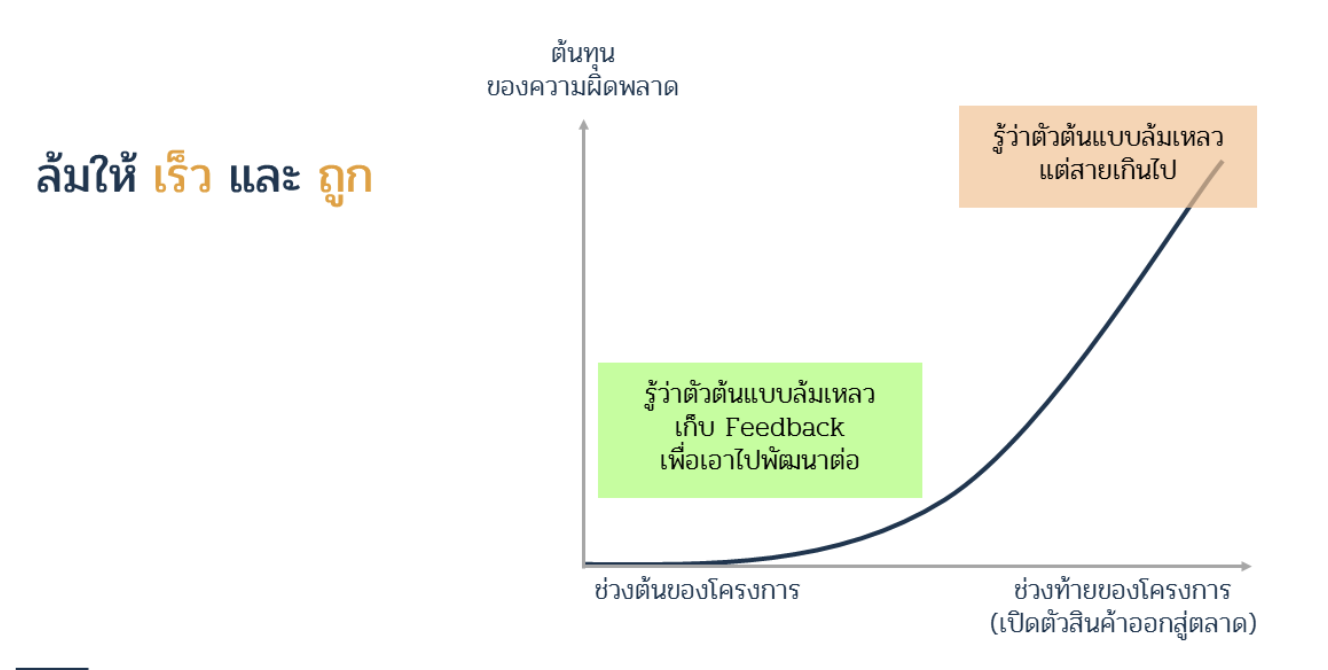 ต้นทุน
ของความผิดพลาด
ล้มให้ เร็ว และ ถูก
รู้ว่าตัวต้นแบบล้มเหลว
แต่สายเกินไป
รู้ว่าตัวต้นแบบล้มเหลว
เก็บ Feedback
เพื่อเอาไปพัฒนาต่อ
ช่วงต้นของโครงการ
ช่วงท้ายของโครงการ
(เปิดตัวสินค้าออกสู่ตลาด)